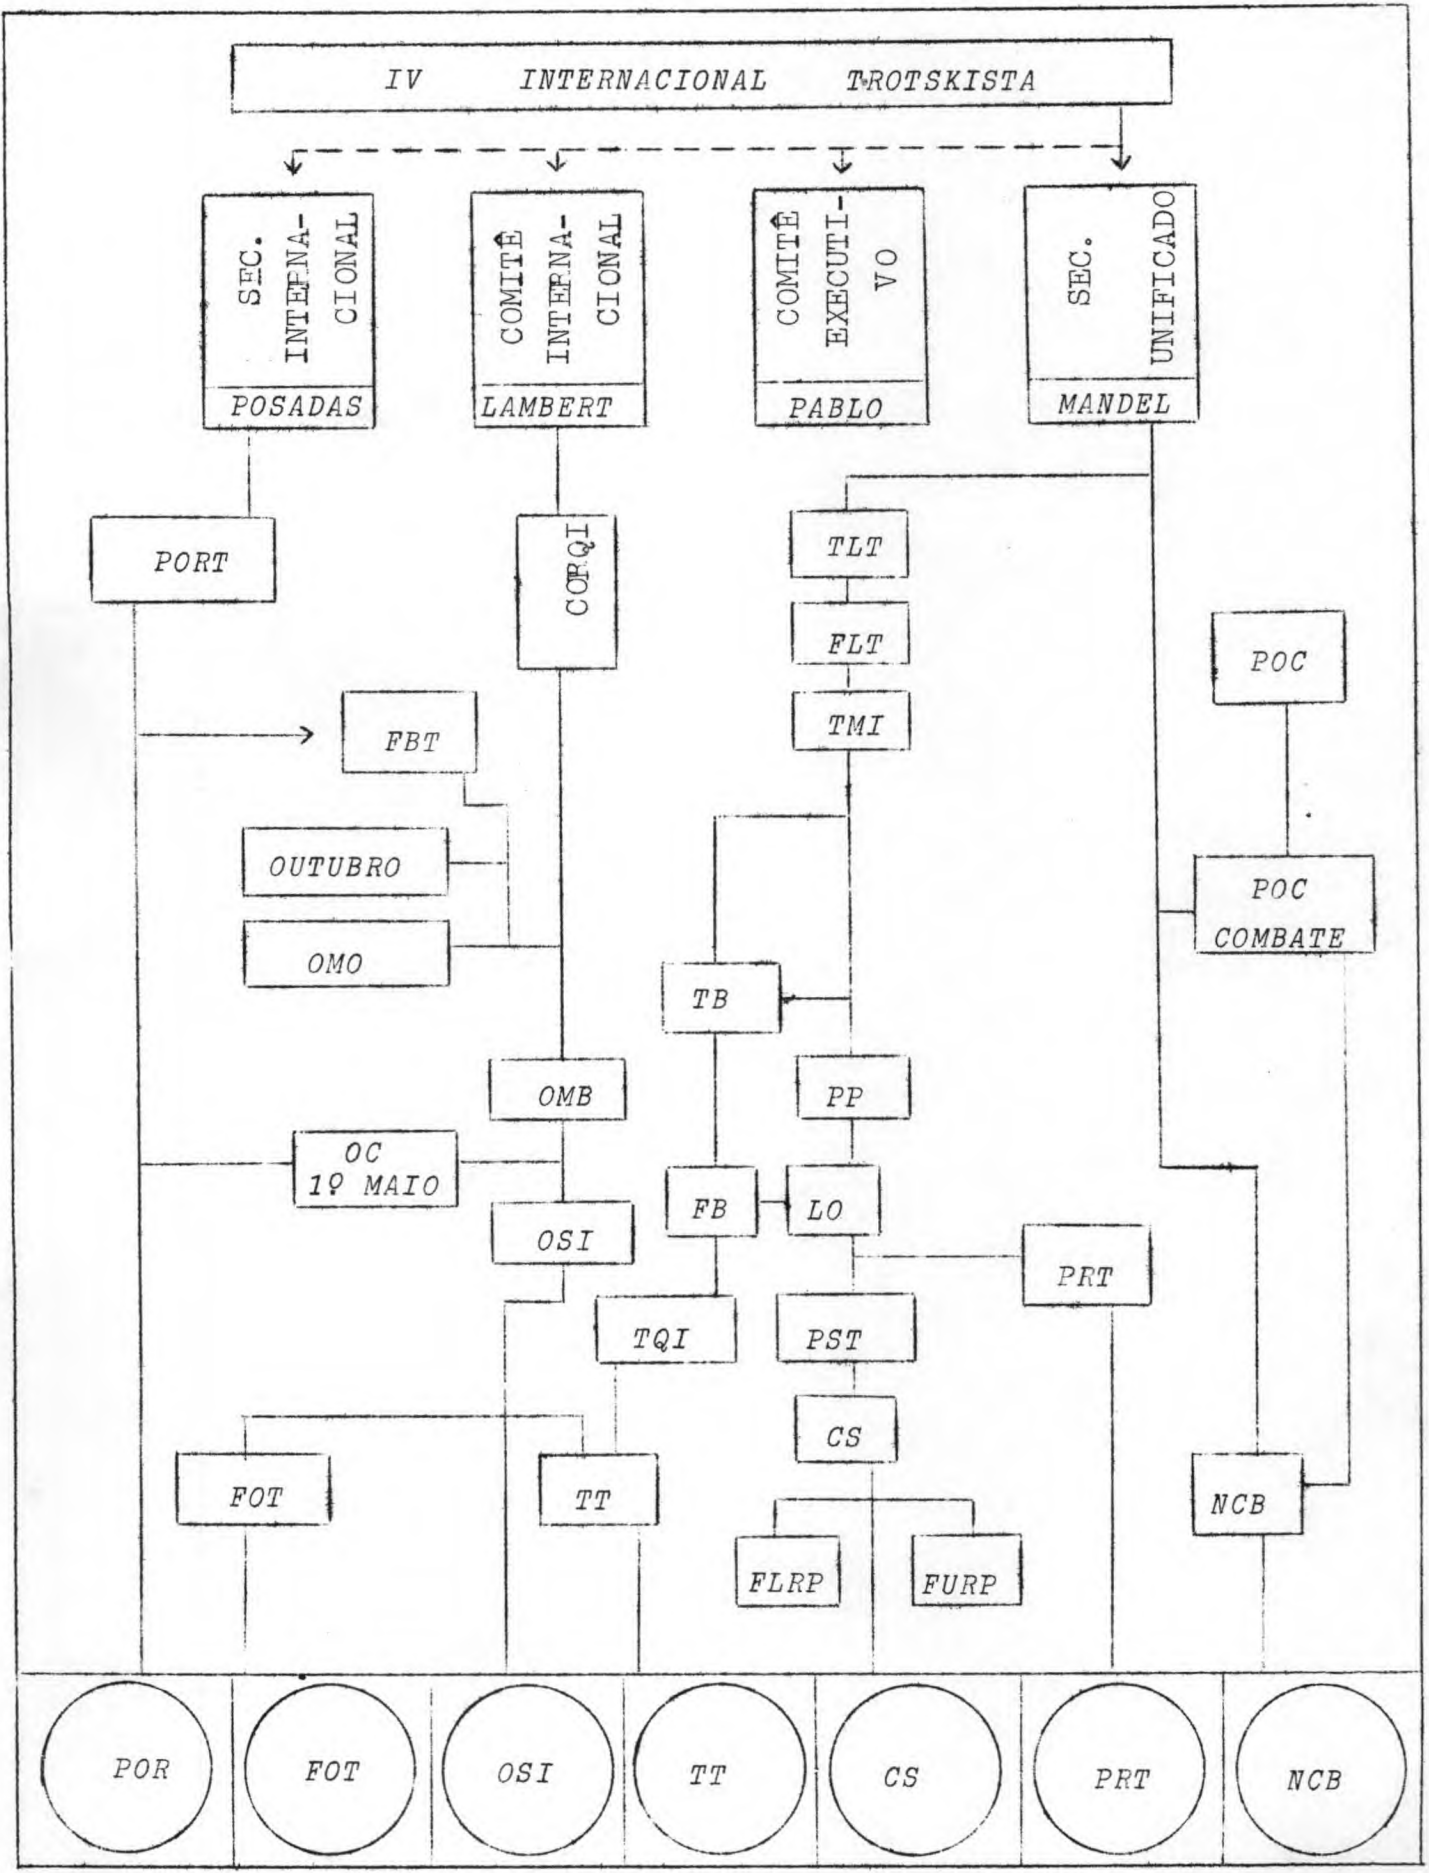 IV INTERNACIONAL TROTSKISTA
SEC.
INTERNA-
CIONAL
POSADAS
COMITÊ
INTERNA-
CIONAL
LAMBERT
COMITÊ
EXECUTI-
VO
PABLO
SEC.
UNIFICADO
MANDEL
PORT
CORQI
TLT
FLT
TMI
POC
FBT
OUTUBRO
OMO
POC
COMBATE
TB
OMB
PP
OC
1º MAIO
FB
LO
OSI
PRT
TQI
PST
CS
FOT
TT
NCB
FLRP
FURP
POR
FOT
OSI
TT
CS
PRT
NCB